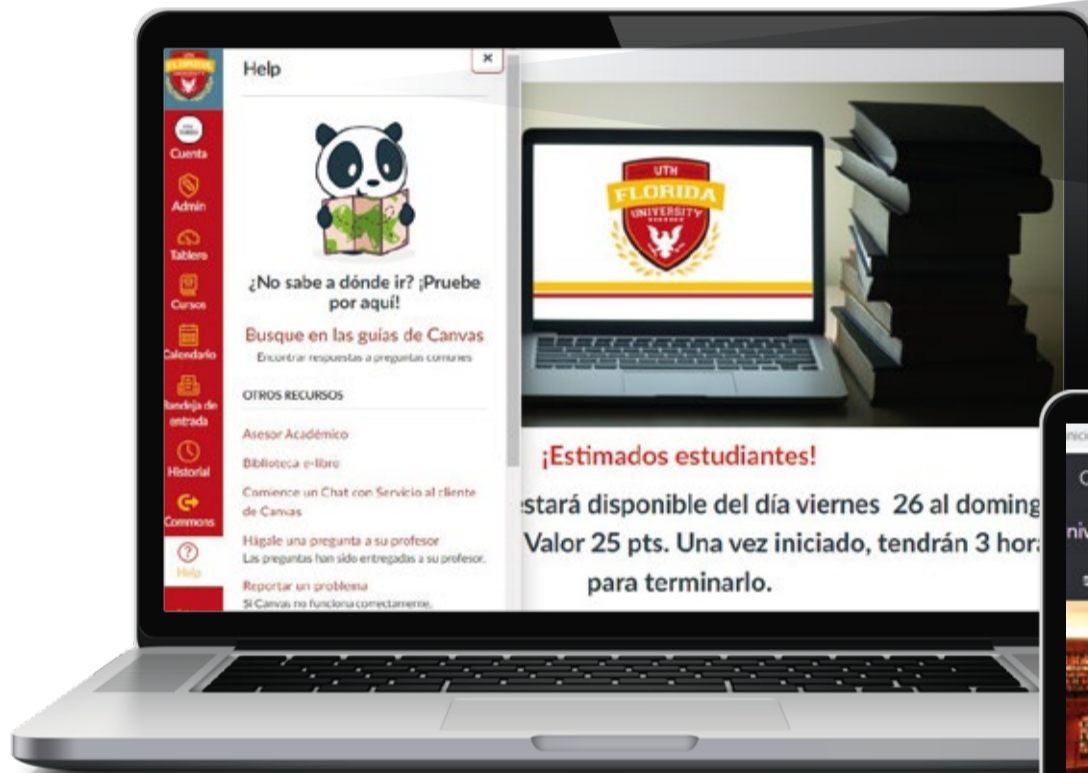 Help
×
UTH
FLORIDA
UNIVERSITY
Cuenta
Admin
Tablero
Cursos
Calendario
Bandeja de
entrada
Historial
Commons
Help
¿No sabe a dónde ir? ¡Pruebe
por aquí!
Busque en las guías de Canvas
Encontrar respuestas a preguntas comunes
OTROS RECURSOS
Asesor Académico
Biblioteca e-libro
Comience un Chat con Servicio al cliente
de Canvas
Hágale una pregunta a su profesor
Las preguntas han sido entregadas a su profesor.
Reportar un problema
Si Canvas no funciona correctamente,
UTH
FLORIDA
UNIVERSITY
¡Estimados estudiantes!
estará disponible del día viernes 26 al doming
Valor 25 pts. Una vez iniciado, tendrán 3 hora
para terminarlo.